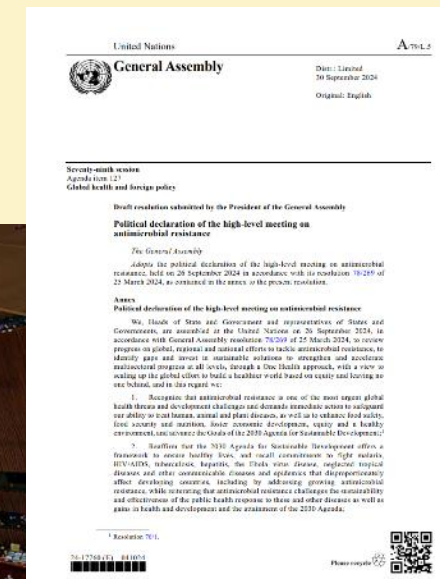 United Nations
A/79/L.5
General Assembly
Distr.: Limited
30 September 2024
Original: English
Seventy-ninth session
Agenda item 127
Global health and foreign policy
Draft resolution submitted by the President of the General Assembly
Political declaration of the high-level meeting on
antimicrobial resistance
The General Assembly
Adopts the political declaration of the high-level meeting on antimicrobial
resistance, held on 26 September 2024 in accordance with its resolution 78/269 of
25 March 2024, as contained in the annex to the present resolution.
Annex
Political declaration of the high-level meeting on antimicrobial resistance
We, Heads of State and Government and representatives of States and
Governments, are assembled at the United Nations on 26 September 2024, in
accordance with General Assembly resolution 78/269 of 25 March 2024, to review
progress on global, regional and national efforts to tackle antimicrobial resistance, to
identify gaps and invest in sustainable solutions to strengthen and accelerate
multisectoral progress at all levels, through a One Health approach, with a view to
scaling up the global effort to build a healthier world based on equity and leaving no
one behind, and in this regard we:
1. Recognize that antimicrobial resistance is one of the most urgent global
health threats and development challenges and demands immediate action to safeguard
our ability to treat human, animal and plant diseases, as well as to enhance food safety,
food security and nutrition, foster economic development, equity and a healthy
environment, and advance the Goals of the 2030 Agenda for Sustainable Development;¹
2. Reaffirm that the 2030 Agenda for Sustainable Development offers a
framework to ensure healthy lives, and recall commitments to fight malaria,
HIV/AIDS, tuberculosis, hepatitis, the Ebola virus disease, neglected tropical
diseases and other communicable diseases and epidemics that disproportionately
affect developing countries, including by addressing growing antimicrobial
resistance, while reiterating that antimicrobial resistance challenges the sustainability
and effectiveness of the public health response to these and other diseases as well as
gains in health and development and the attainment of the 2030 Agenda;
¹ Resolution 70/1.
24-17760 (E) 041024
Please recycle